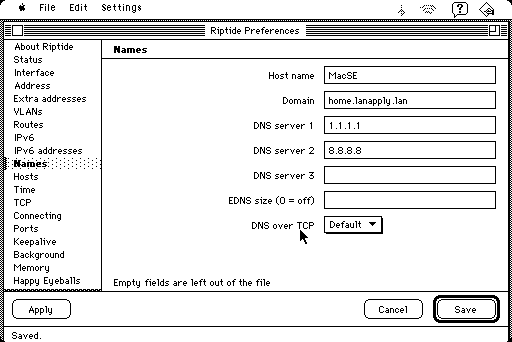 File Edit Settings
Riptide Preferences
About Riptide
Status
Interface
Address
Extra addresses
VLANs
Routes
IPv6
IPv6 addresses
Names
Hosts
Time
TCP
Connecting
Ports
Keepalive
Background
Memory
Happy Eyeballs
Names
Host name MacSE
Domain home.lanapply.lan
DNS server 1 1.1.1.1
DNS server 2 8.8.8.8
DNS server 3
EDNS size (0 = off)
DNS over TCP Default
Empty fields are left out of the file
Apply Cancel Save
Saved.